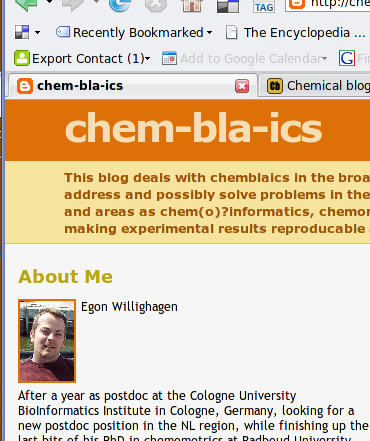 TAG
http://che
Recently Bookmarked
The Encyclopedia ...
Export Contact (1)
Add to Google Calendar
chem-bla-ics
Chemical blog
chem-bla-ics
This blog deals with chemblaics in the broa
address and possibly solve problems in the
and areas as chem(o)?informatics, chemor
making experimental results reproducable
About Me
Egon Willighagen
After a year as postdoc at the Cologne University
BioInformatics Institute in Cologne, Germany, looking for a
new postdoc position in the NL region, while finishing up the
last bits of his PhD in chemometrics at Radboud University